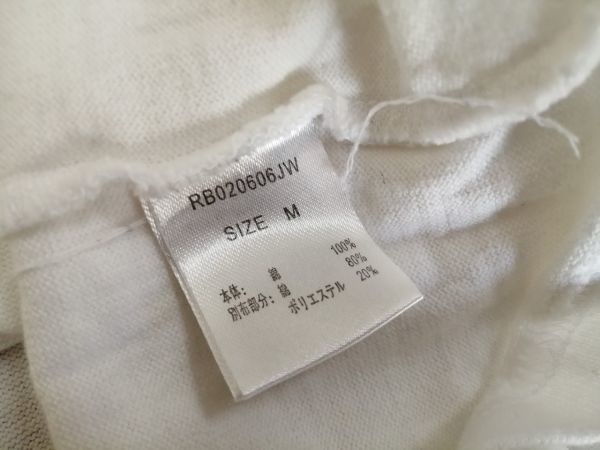 RB020606JW
SIZE M
本体: 綿 100%
別布部分: 綿 80%
ポリエステル 20%